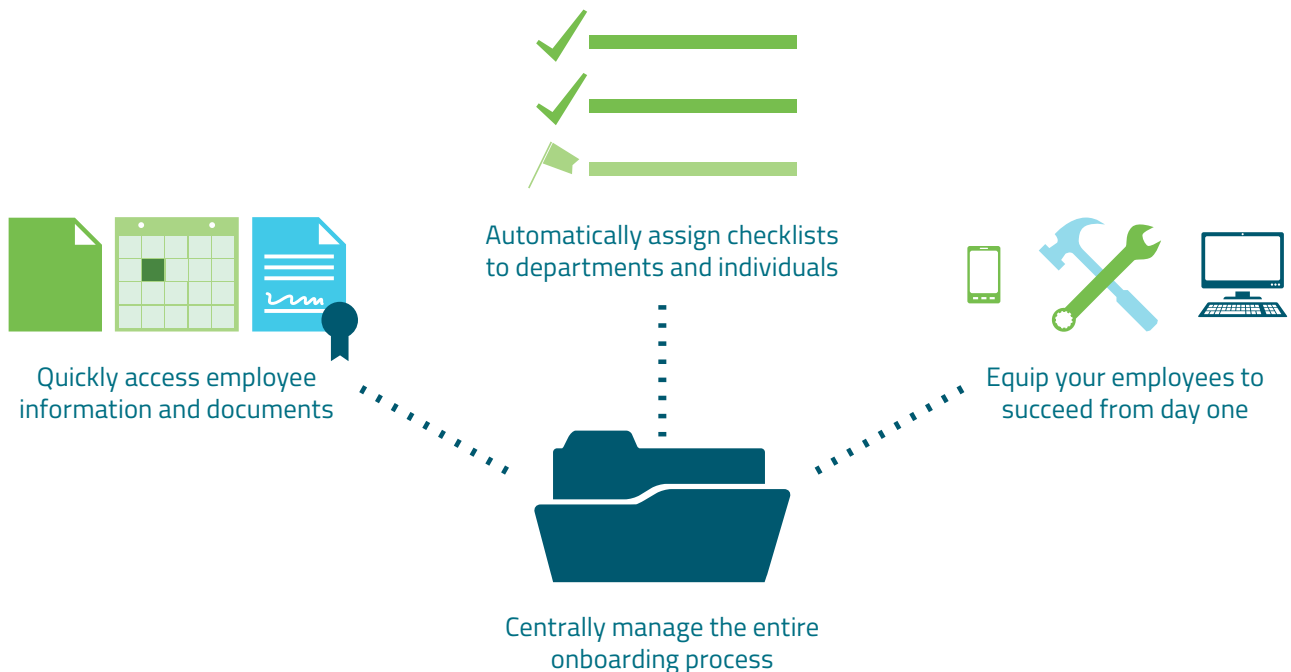 Automatically assign checklists
to departments and individuals
Quickly access employee
information and documents
Equip your employees to
succeed from day one
Centrally manage the entire
onboarding process